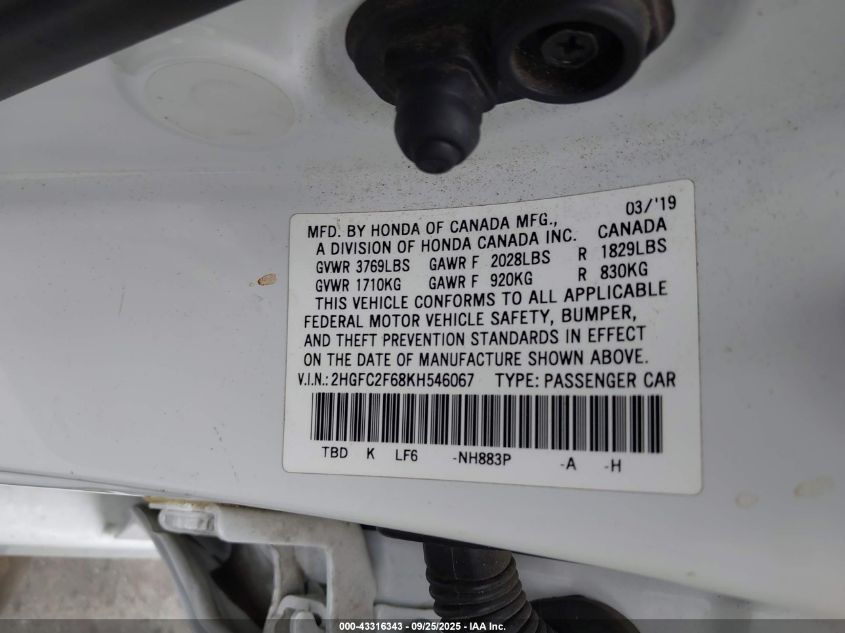 03/'19
MFD. BY HONDA OF CANADA MFG.,
A DIVISION OF HONDA CANADA INC. CANADA
GVWR 3769LBS GAWR F 2028LBS R 1829LBS
GVWR 1710KG GAWR F 920KG R 830KG
THIS VEHICLE CONFORMS TO ALL APPLICABLE
FEDERAL MOTOR VEHICLE SAFETY, BUMPER,
AND THEFT PREVENTION STANDARDS IN EFFECT
ON THE DATE OF MANUFACTURE SHOWN ABOVE.
V.I.N.: 2HGFC2F68KH546067 TYPE: PASSENGER CAR
TBD K LF6 -NH883P -A -H
000-43316343 - 09/25/2025 - IAA Inc.